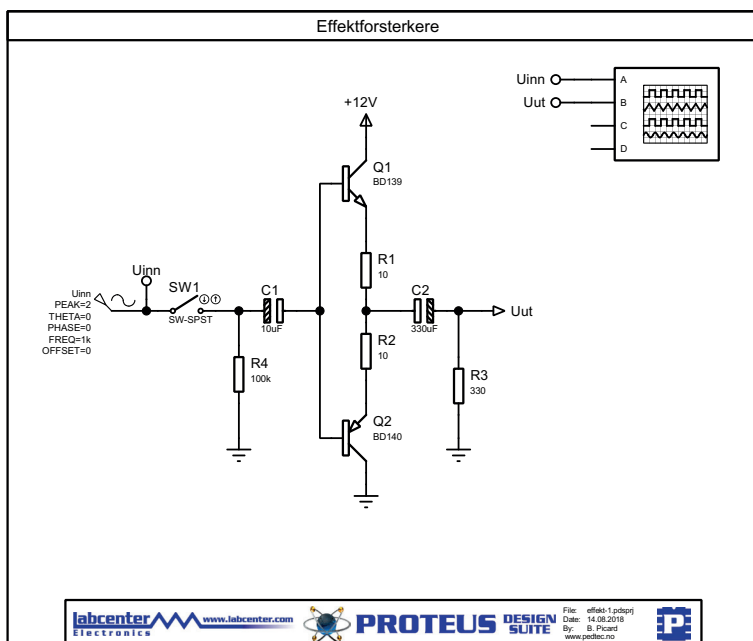 Effektforsterkere
Uinn
A
Uut
B
C
D
+12V
Q1
BD139
Uinn
Uinn
PEAK=2
THETA=0
PHASE=0
FREQ=1k
OFFSET=0
SW1
SW-SPST
C1
10uF
R1
10
C2
330uF
Uut
R4
100k
R2
10
R3
330
Q2
BD140
labcenter
Electronics
www.labcenter.com
PROTEUS
DESIGN
SUITE
File: effekt-1.pdsprj
Date: 14.08.2018
By: B. Picard
www.pedtec.no
P